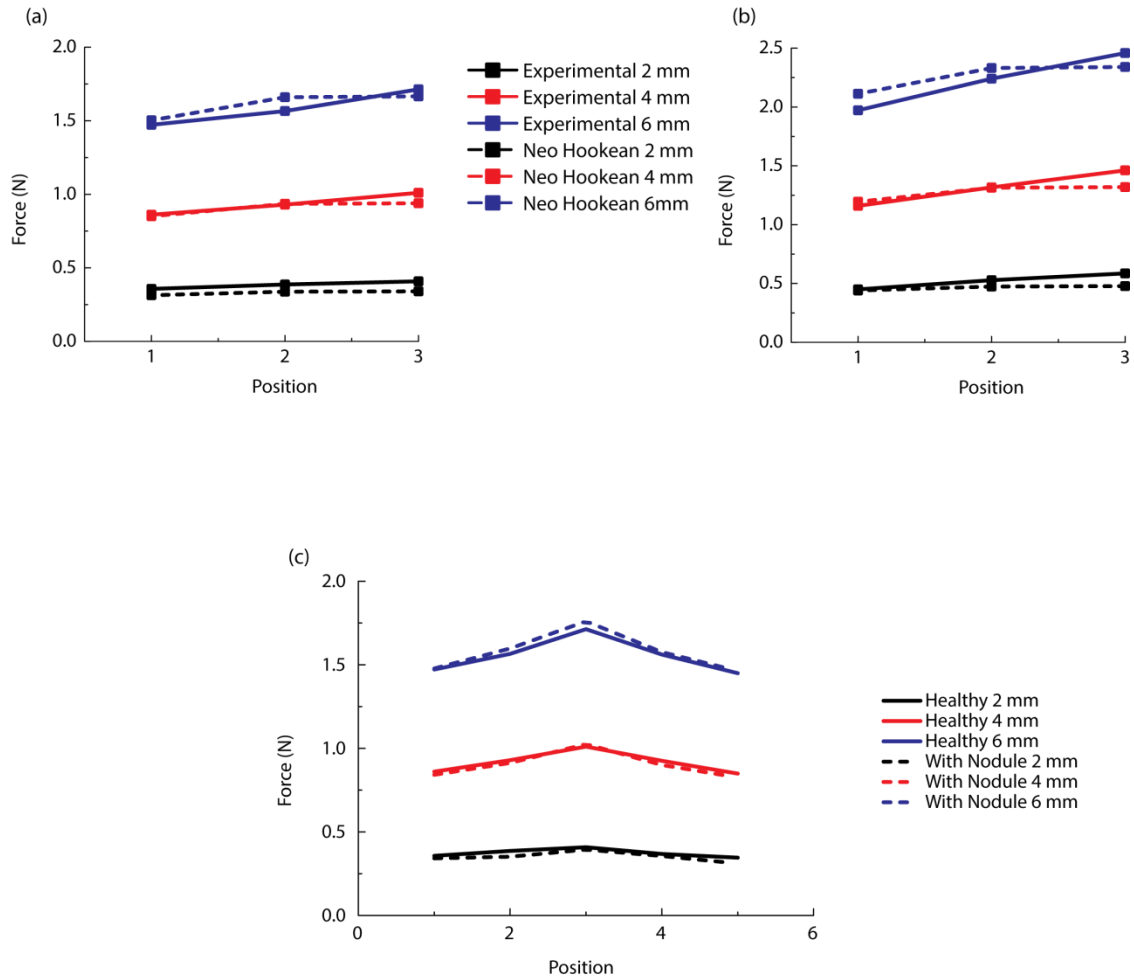 (a)
2.0
1.5
1.0
0.5
0.0
Force (N)
1 2 3
Position
Experimental 2 mm
Experimental 4 mm
Experimental 6 mm
Neo Hookean 2 mm
Neo Hookean 4 mm
Neo Hookean 6mm
(b)
2.5
2.0
1.5
1.0
0.5
0.0
Force (N)
1 2 3
Position
(c)
2.0
1.5
1.0
0.5
0.0
Force (N)
0 2 4 6
Position
Healthy 2 mm
Healthy 4 mm
Healthy 6 mm
With Nodule 2 mm
With Nodule 4 mm
With Nodule 6 mm